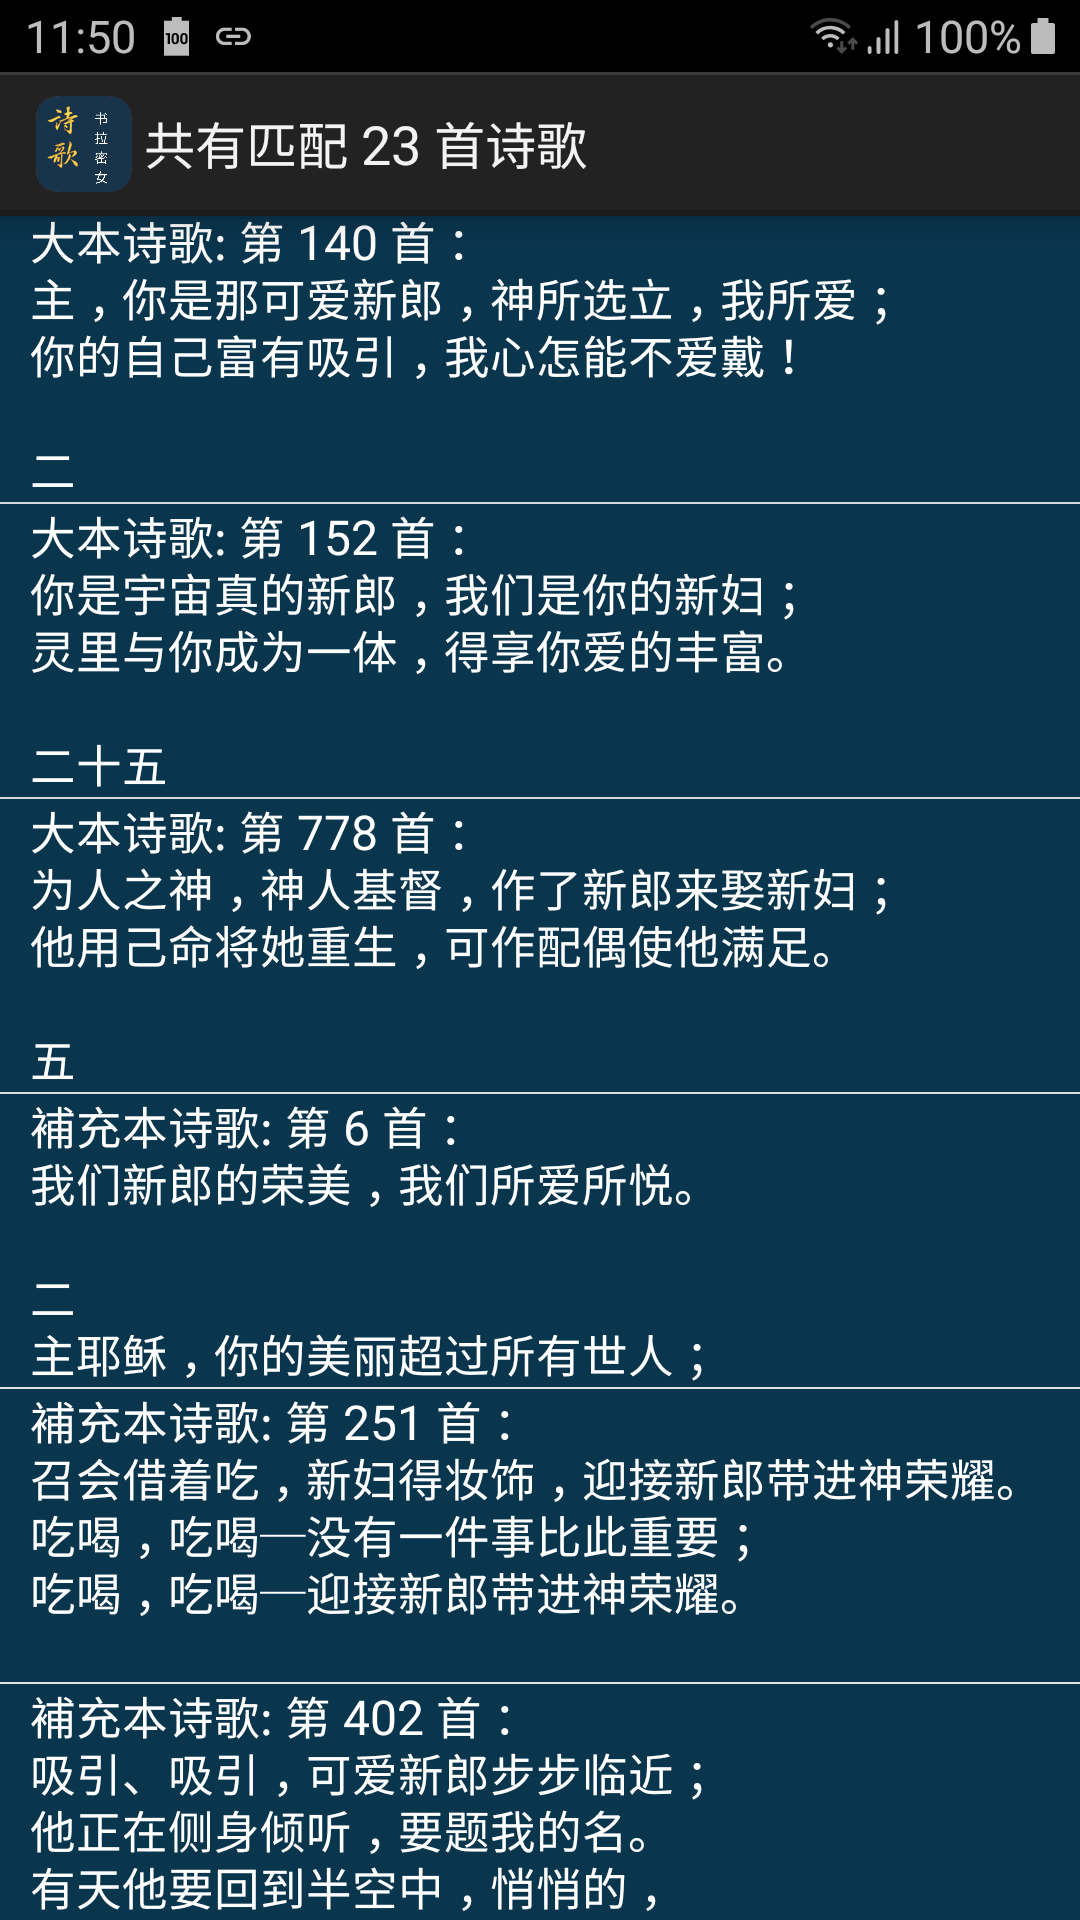 11:50
100
100%
诗歌
书拉密女
共有匹配 23 首诗歌
大本诗歌: 第 140 首：
主，你是那可爱新郎，神所选立，我所爱；
你的自己富有吸引，我心怎能不爱戴！
二
大本诗歌: 第 152 首：
你是宇宙真的新郎，我们是你的新妇；
灵里与你成为一体，得享你爱的丰富。
二十五
大本诗歌: 第 778 首：
为人之神，神人基督，作了新郎来娶新妇；
他用己命将她重生，可作配偶使他满足。
五
補充本诗歌: 第 6 首：
我们新郎的荣美，我们所爱所悦。
二
主耶稣，你的美丽超过所有世人；
補充本诗歌: 第 251 首：
召会借着吃，新妇得妆饰，迎接新郎带进神荣耀。
吃喝，吃喝─没有一件事比此重要；
吃喝，吃喝─迎接新郎带进神荣耀。
補充本诗歌: 第 402 首：
吸引、吸引，可爱新郎步步临近；
他正在侧身倾听，要题我的名。
有天他要回到半空中，悄悄的，